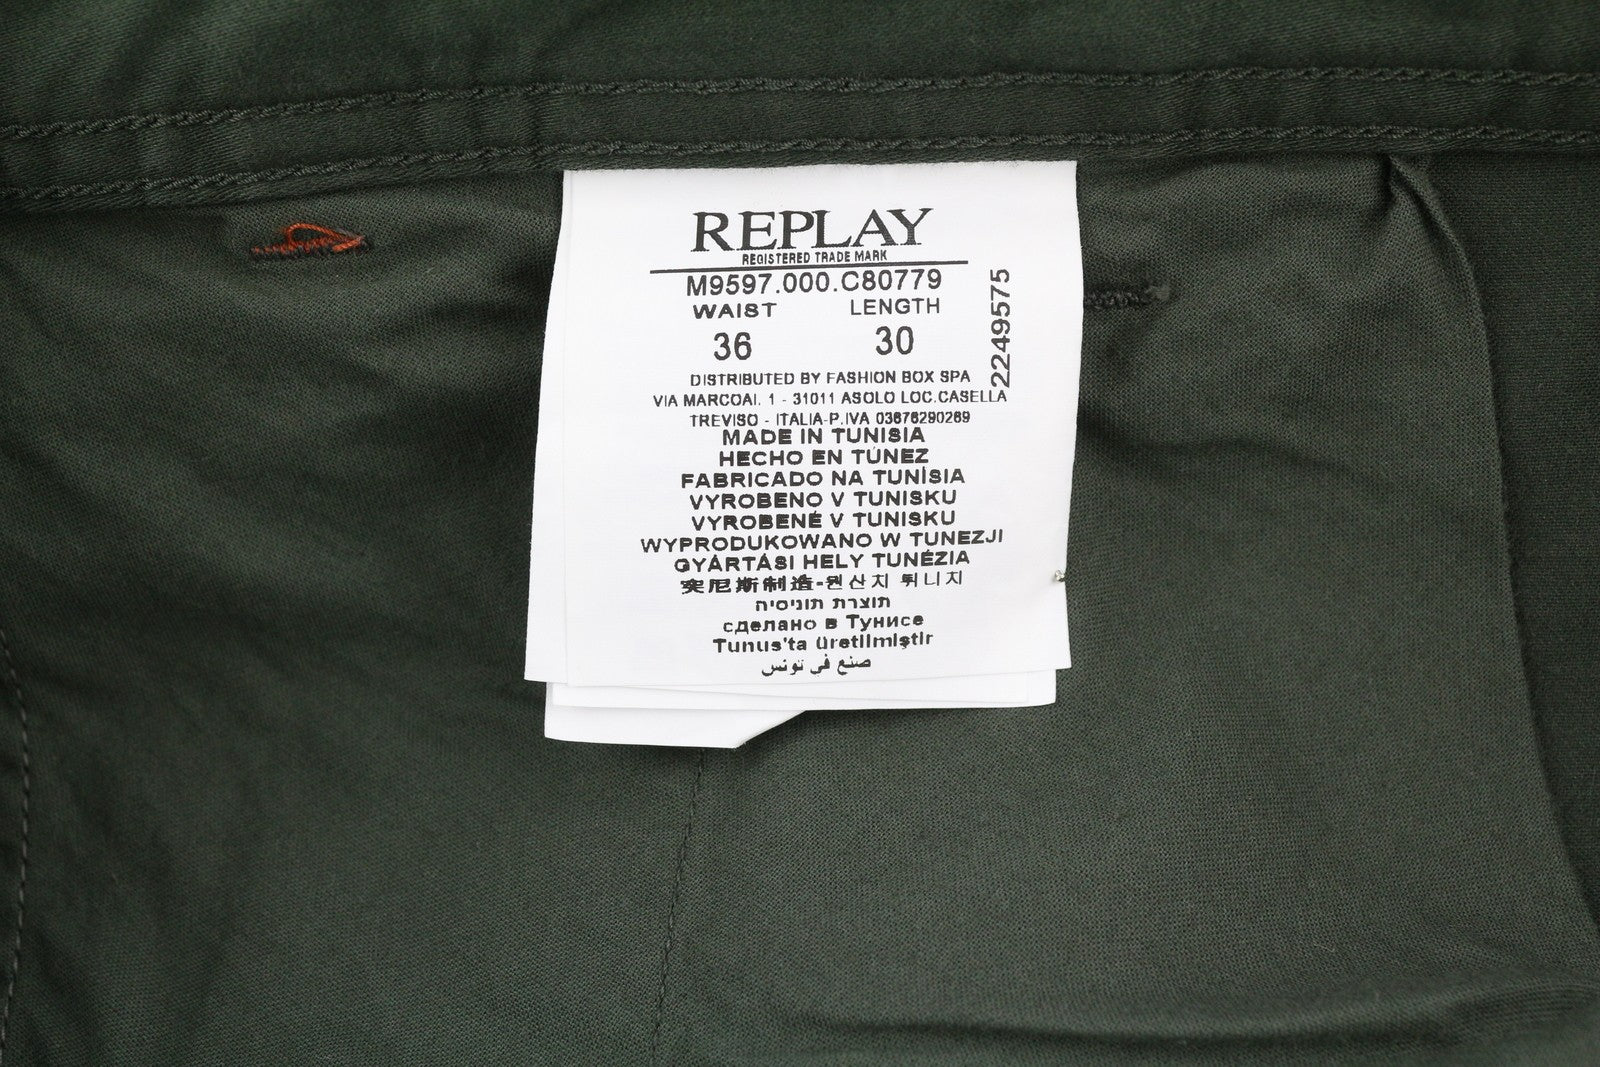 REPLAY
REGISTERED TRADE MARK
M9597.000.C80779
WAIST LENGTH
36 30
2249575
DISTRIBUTED BY FASHION BOX SPA
VIA MARCOAI, 1 - 31011 ASOLO LOC.CASELLA
TREVISO - ITALIA-P.IVA 03676290269
MADE IN TUNISIA
HECHO EN TÚNEZ
FABRICADO NA TUNÍSIA
VYROBENO V TUNISKU
VYROBENÉ V TUNISKU
WYPRODUKOWANO W TUNEZJI
GYÁRTÁSI HELY TUNÉZIA
突尼斯制造-원산지 튀니지
תוצרת תוניסיה
сделано в Тунисе
Tunus'ta üretilmiştir
صنع في تونس